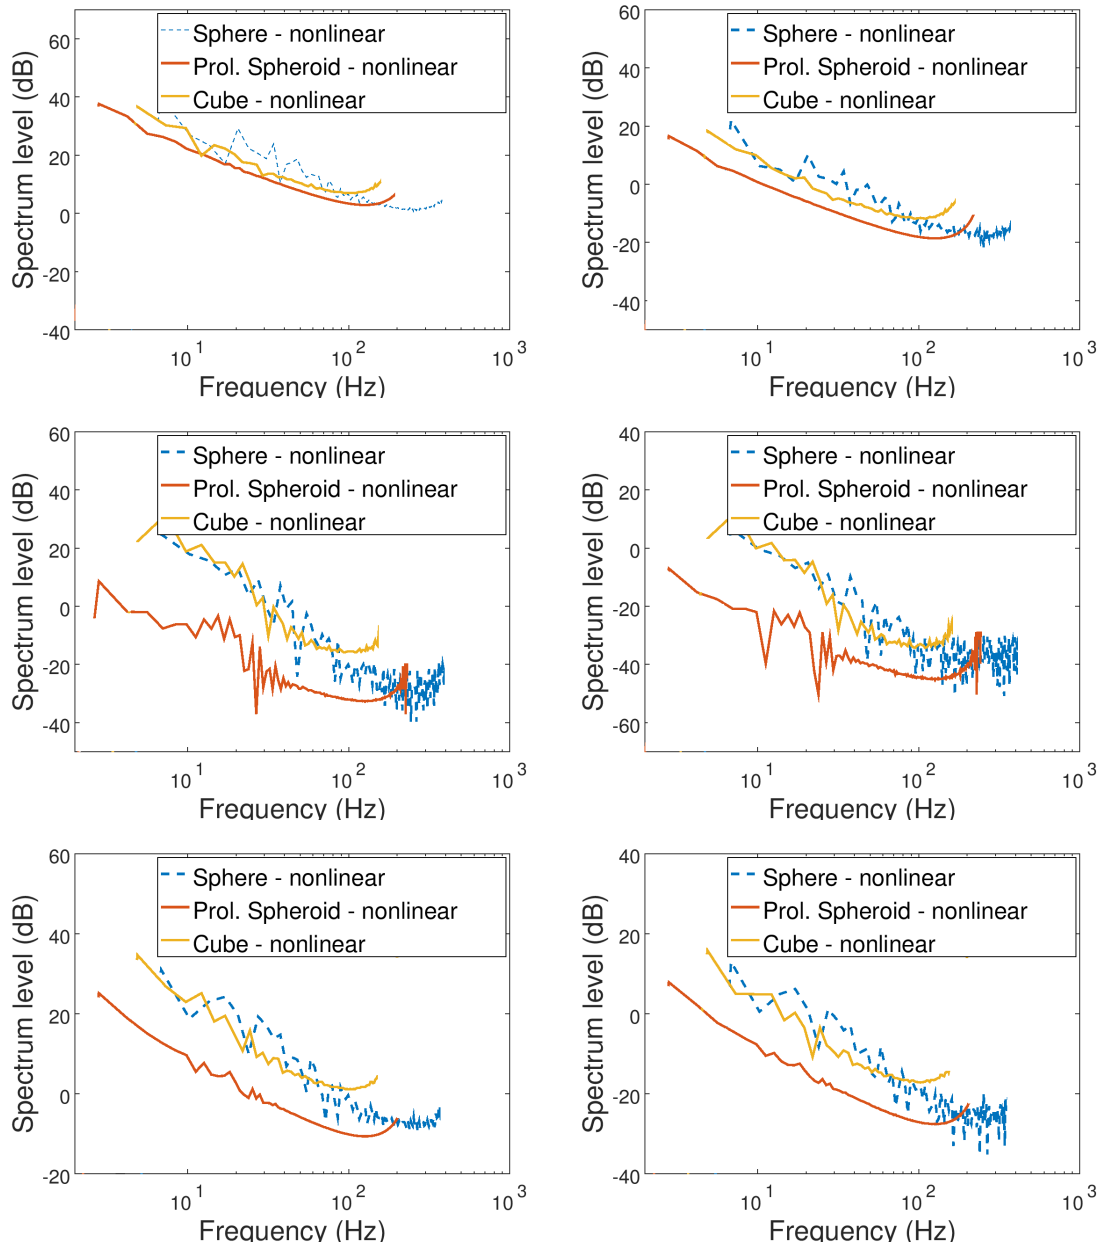 Spectrum level (dB)
60
40
20
0
-20
-40
Sphere - nonlinear
Prol. Spheroid - nonlinear
Cube - nonlinear
10^1
10^2
10^3
Frequency (Hz)
Spectrum level (dB)
60
40
20
0
-20
-40
-60
Sphere - nonlinear
Prol. Spheroid - nonlinear
Cube - nonlinear
10^1
10^2
10^3
Frequency (Hz)
Spectrum level (dB)
60
40
20
0
-20
-40
Sphere - nonlinear
Prol. Spheroid - nonlinear
Cube - nonlinear
10^1
10^2
10^3
Frequency (Hz)
Spectrum level (dB)
40
20
0
-20
-40
-60
-70
Sphere - nonlinear
Prol. Spheroid - nonlinear
Cube - nonlinear
10^1
10^2
10^3
Frequency (Hz)
Spectrum level (dB)
60
40
20
0
-20
Sphere - nonlinear
Prol. Spheroid - nonlinear
Cube - nonlinear
10^1
10^2
10^3
Frequency (Hz)
Spectrum level (dB)
40
20
0
-20
-40
Sphere - nonlinear
Prol. Spheroid - nonlinear
Cube - nonlinear
10^1
10^2
10^3
Frequency (Hz)